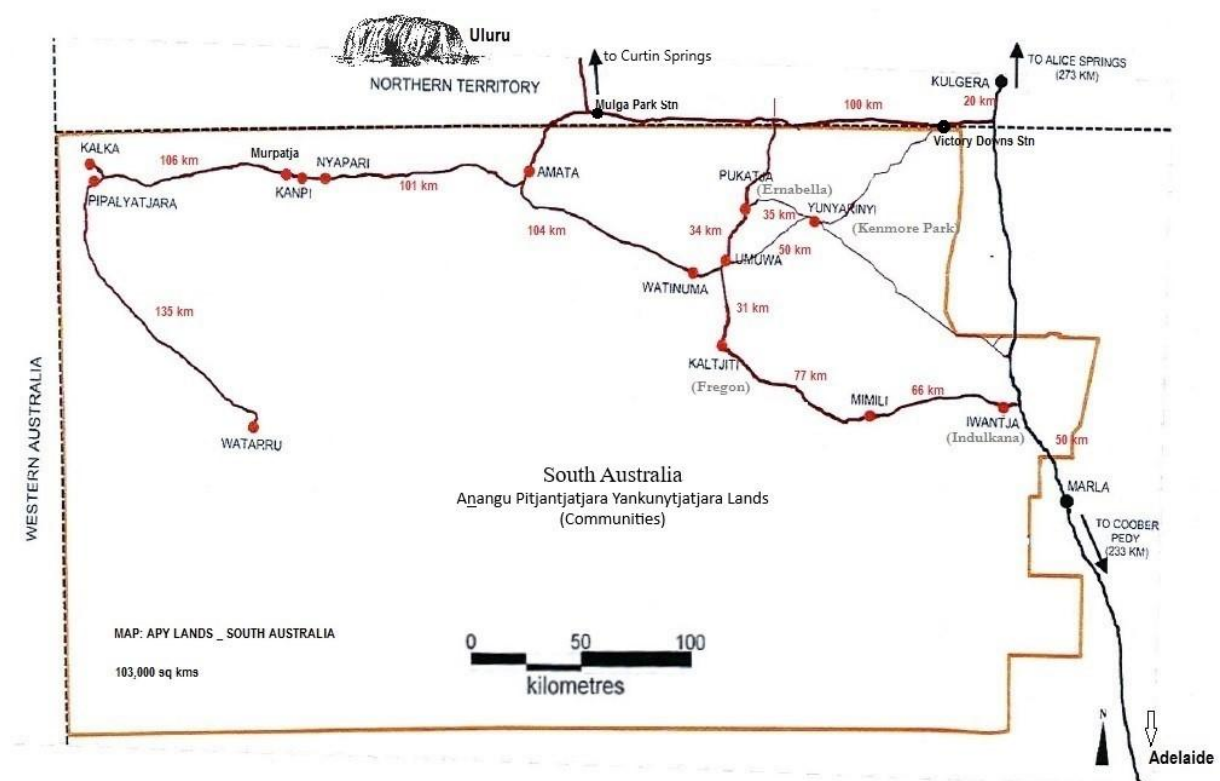 Uluru
to Curtin Springs
TO ALICE SPRINGS
(273 KM)
NORTHERN TERRITORY
KULGERA
Mulga Park Stn
100 km
20 km
Victory Downs Stn
KALKA
106 km
Murpatja
NYAPARI
KANPI
101 km
AMATA
PIPALYATJARA
PUKATJA
(Ernabella)
35 km
YUNYARINYI
(Kenmore Park)
104 km
34 km
50 km
UMUWA
WATINUMA
135 km
31 km
KALTJITI
(Fregon)
77 km
MIMILI
66 km
IWANTJA
(Indulkana)
50 km
WATARRU
WESTERN AUSTRALIA
South Australia
A̲nangu Pitjantjatjara Yankunytjatjara Lands
(Communities)
MARLA
TO COOBER
PEDY
(233 KM)
MAP: APY LANDS _ SOUTH AUSTRALIA
103,000 sq kms
0 50 100
kilometres
N
Adelaide